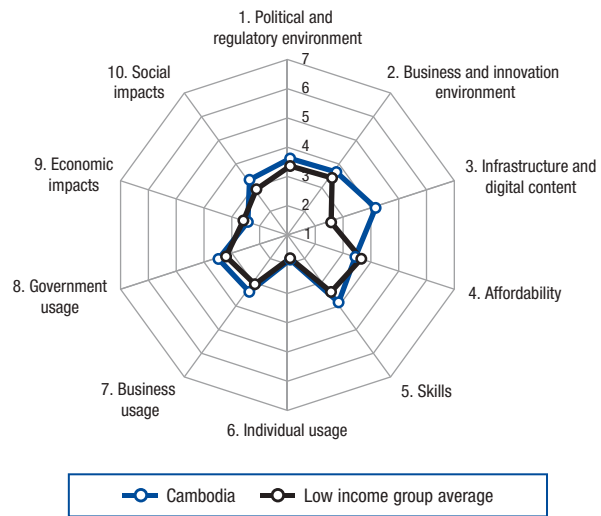 1. Political and
regulatory environment
7
6
5
4
3
2
1
2. Business and innovation
environment
3. Infrastructure and
digital content
4. Affordability
5. Skills
6. Individual usage
7. Business
usage
8. Government
usage
9. Economic
impacts
10. Social
impacts
Cambodia
Low income group average